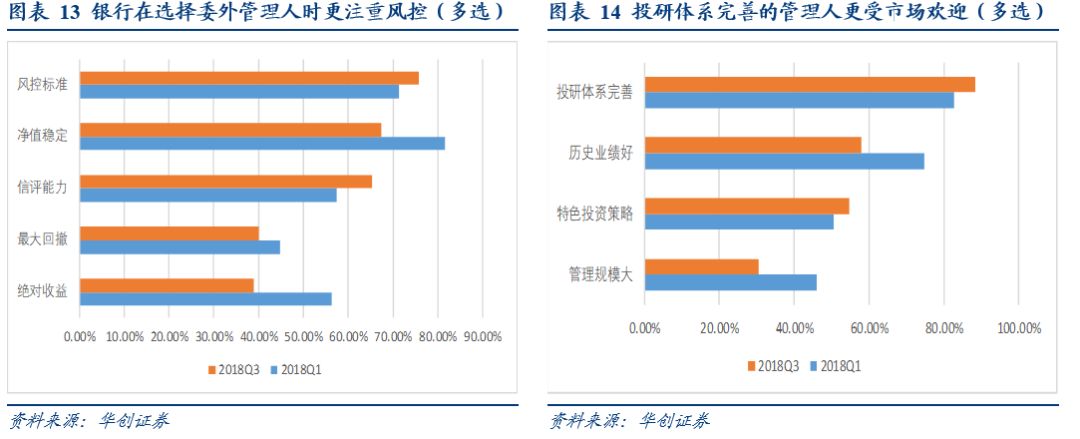 图表 13 银行在选择委外管理人时更注重风控（多选）
风控标准
净值稳定
信评能力
最大回撤
绝对收益
0.00% 10.00% 20.00% 30.00% 40.00% 50.00% 60.00% 70.00% 80.00% 90.00%
2018Q3 2018Q1
资料来源：华创证券
图表 14 投研体系完善的管理人更受市场欢迎（多选）
投研体系完善
历史业绩好
特色投资策略
管理规模大
0.00% 20.00% 40.00% 60.00% 80.00% 100.00%
2018Q3 2018Q1
资料来源：华创证券